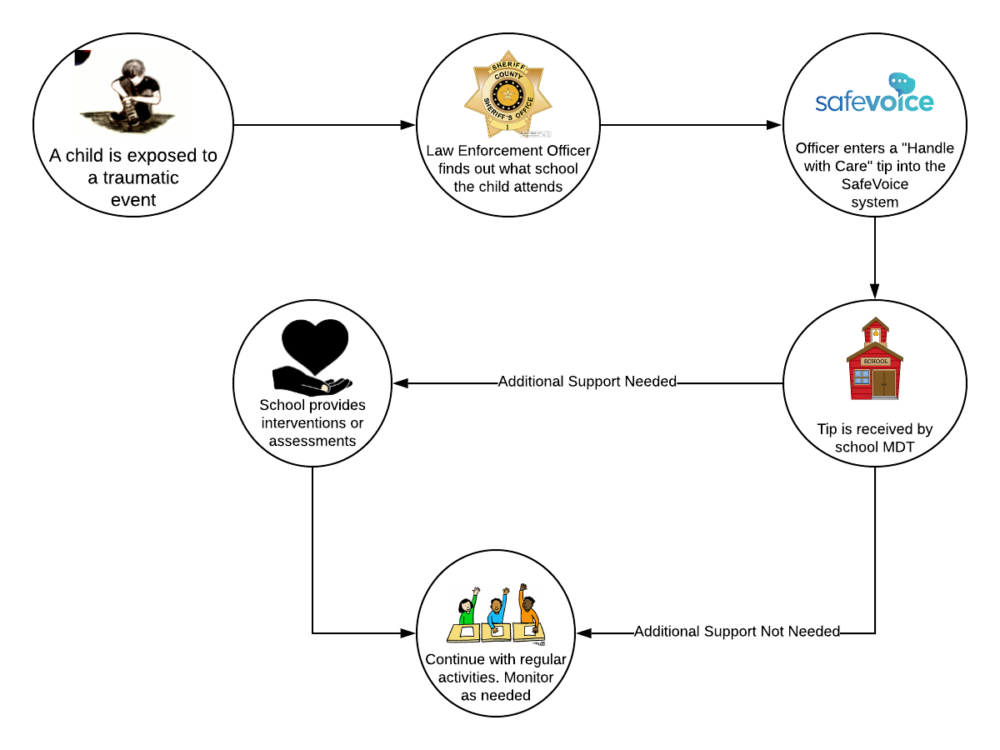 A child is exposed to
a traumatic
event
SHERIFF
COUNTY
SHERIFF'S OFFICE
1
Law Enforcement Officer
finds out what school
the child attends
safevoice
Officer enters a "Handle
with Care" tip into the
SafeVoice
system
School provides
interventions or
assessments
Additional Support Needed
SCHOOL
Tip is received by
school MDT
Continue with regular
activities. Monitor
as needed
Additional Support Not Needed